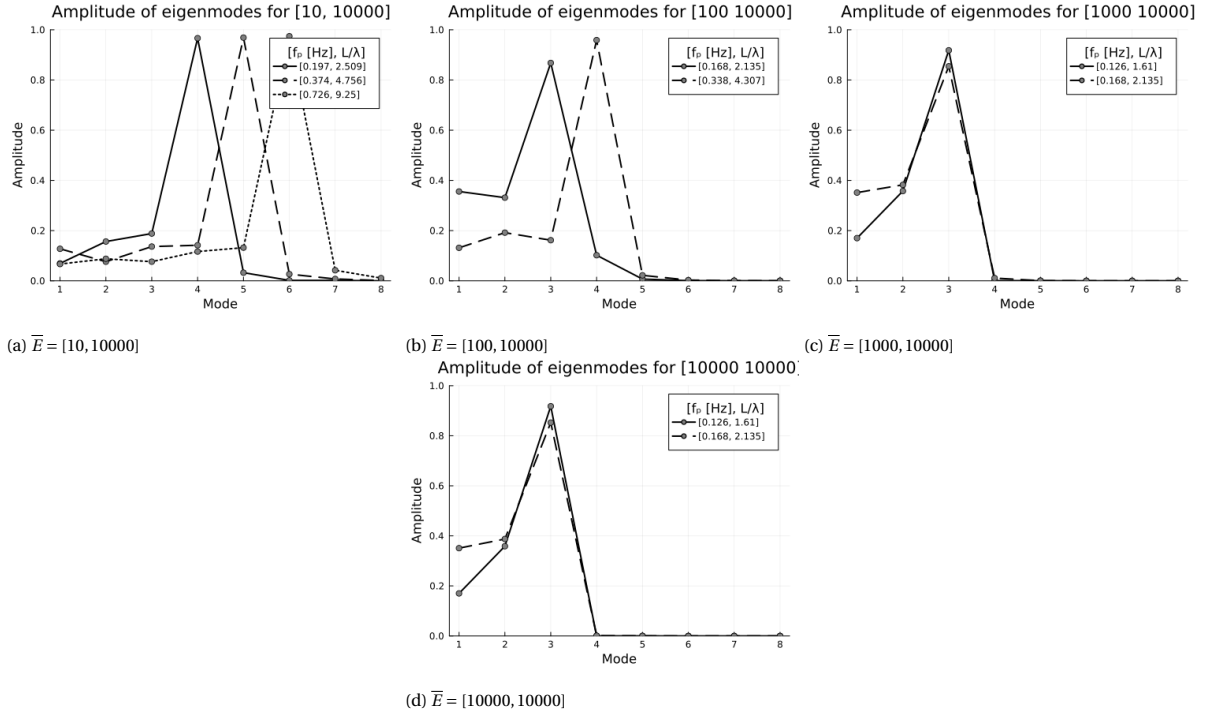 Amplitude of eigenmodes for [10, 10000]
1.0
0.8
0.6
0.4
0.2
0.0
Amplitude
[fₚ [Hz], L/λ]
[0.197, 2.509]
[0.374, 4.756]
[0.726, 9.25]
1 2 3 4 5 6 7 8
Mode
(a) E̅ = [10,10000]
Amplitude of eigenmodes for [100 10000]
1.0
0.8
0.6
0.4
0.2
0.0
Amplitude
[fₚ [Hz], L/λ]
[0.168, 2.135]
[0.338, 4.307]
1 2 3 4 5 6 7 8
Mode
(b) E̅ = [100,10000]
Amplitude of eigenmodes for [1000 10000]
1.0
0.8
0.6
0.4
0.2
0.0
Amplitude
[fₚ [Hz], L/λ]
[0.126, 1.61]
[0.168, 2.135]
1 2 3 4 5 6 7 8
Mode
(c) E̅ = [1000,10000]
Amplitude of eigenmodes for [10000 10000]
1.0
0.8
0.6
0.4
0.2
0.0
Amplitude
[fₚ [Hz], L/λ]
[0.126, 1.61]
[0.168, 2.135]
1 2 3 4 5 6 7 8
Mode
(d) E̅ = [10000,10000]